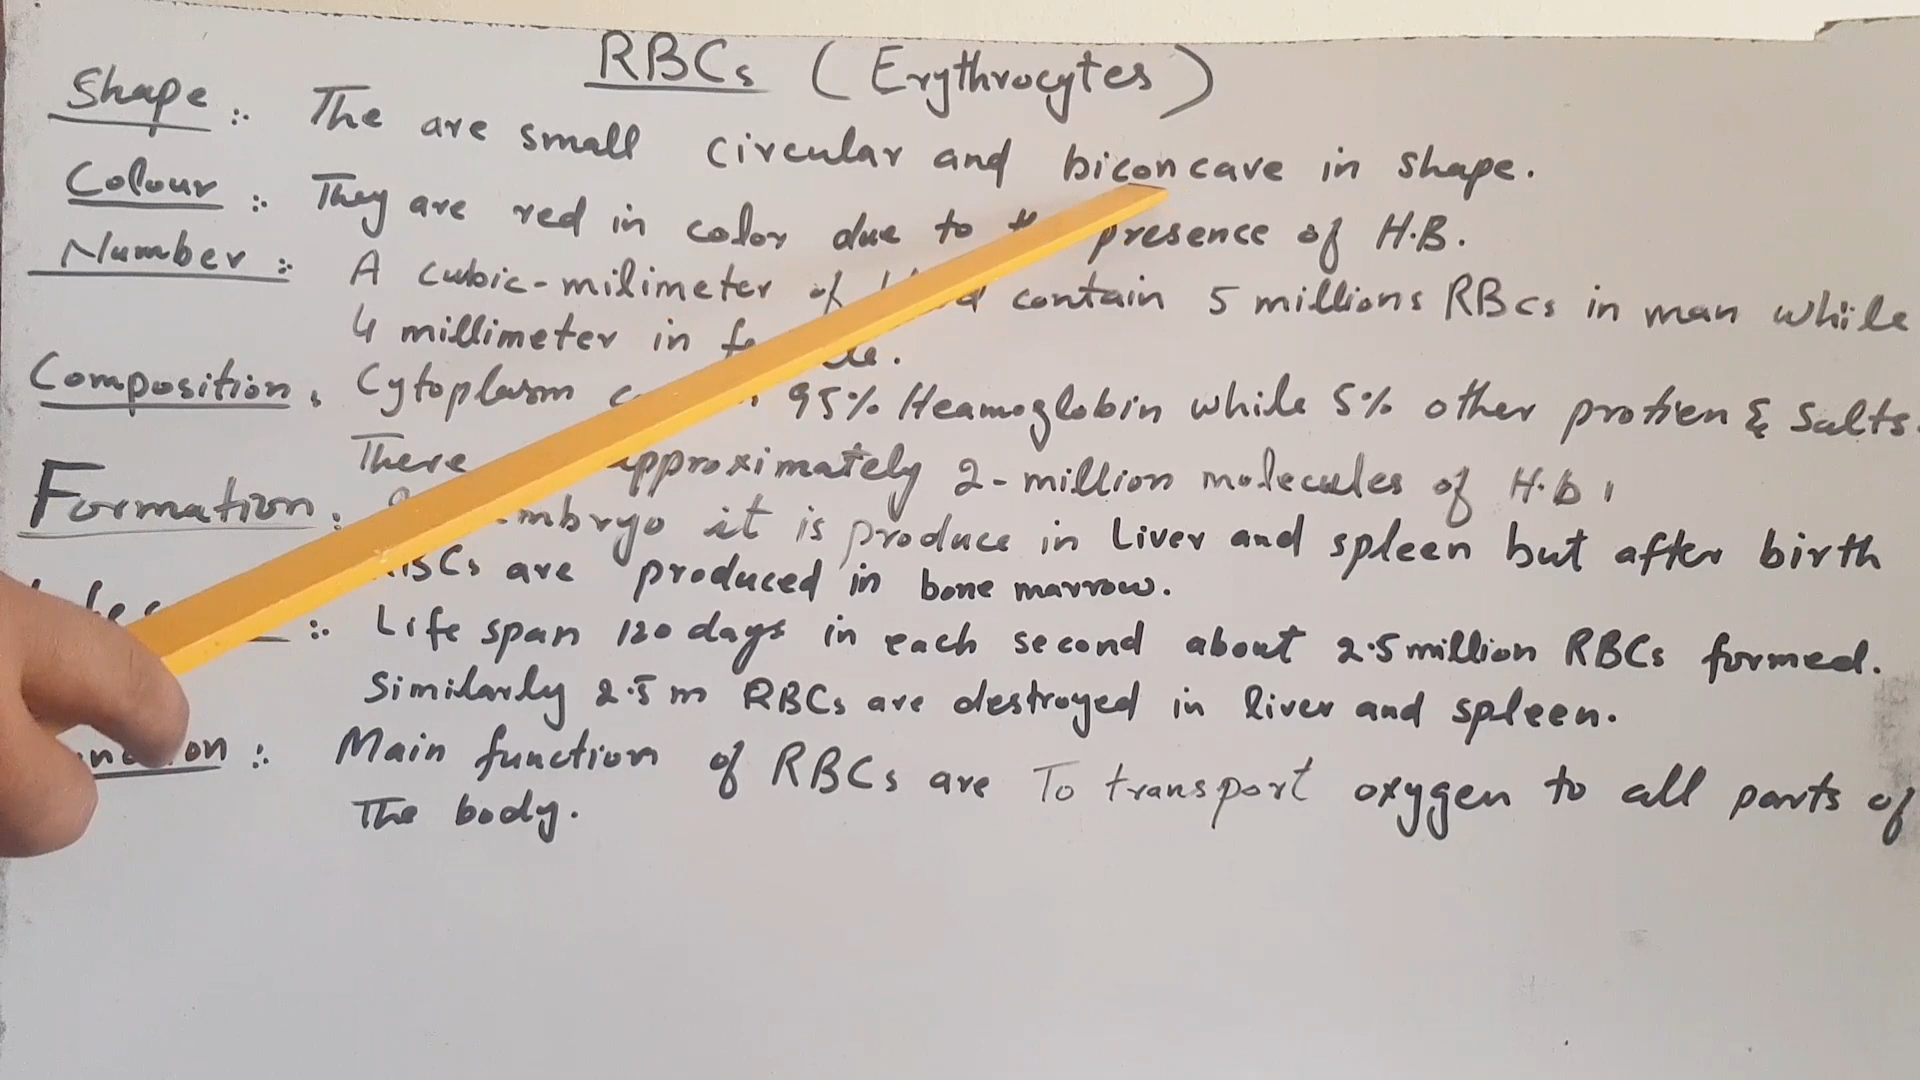 RBCs (Erythrocytes)
Shape :. The are small circular and biconcave in shape.
Colour :. They are red in color due to presence of H.B.
Number :. A cubic-milimeter of contain 5 millions RBCs in man while
4 millimeter in
Composition, Cytoplasm 95% Heamoglobin while 5% other protien & Salts.
There approximately 2-million molecules of H.b
Formation: it is produce in Liver and spleen but after birth
are produced in bone marrow.
:. Life span 120 days in each second about 2.5 million RBCs formed.
Similarly 2.5 m RBCs are destroyed in liver and spleen.
:. Main function of RBCs are To transport oxygen to all parts of
The body.